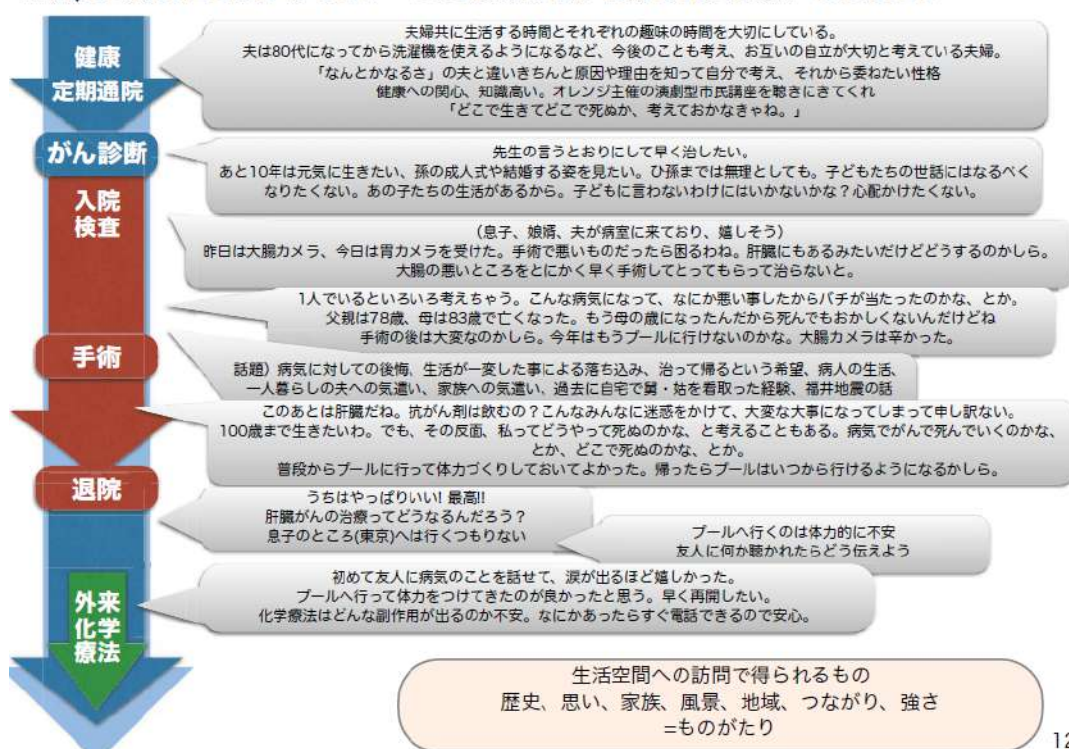 健康
定期通院
夫婦共に生活する時間とそれぞれの趣味の時間を大切にしている。
夫は80代になってから洗濯機を使えるようになるなど、今後のことも考え、お互いの自立が大切と考えている夫婦。
「なんとかなるさ」の夫と違いきちんと原因や理由を知って自分で考え、それから委ねたい性格
健康への関心、知識高い。オレンジ主催の演劇型市民講座を聴きにきてくれ
「どこで生きてどこで死ぬか、考えておかなきゃね。」
がん診断
先生の言うとおりにして早く治したい。
あと10年は元気に生きたい、孫の成人式や結婚する姿を見たい。ひ孫までは無理としても。子どもたちの世話にはなるべく
なりたくない。あの子たちの生活があるから。子どもに言わないわけにはいかないかな？心配かけたくない。
入院
検査
(息子、娘婿、夫が病室に来ており、嬉しそう)
昨日は大腸カメラ、今日は胃カメラを受けた。手術で悪いものだったら困るわね。肝臓にもあるみたいだけどどうするのかしら。
大腸の悪いところをとにかく早く手術してとってもらって治らないと。
1人でいるといろいろ考えちゃう。こんな病気になって、なにか悪い事したからバチが当たったのかな、とか。
父親は78歳、母は83歳で亡くなった。もう母の歳になったんだから死んでもおかしくないんだけどね
手術の後は大変なのかしら。今年はもうプールに行けないのかな。大腸カメラは辛かった。
手術
話題）病気に対しての後悔、生活が一変した事による落ち込み、治って帰るという希望、病人の生活、
一人暮らしの夫への気遣い、家族への気遣い、過去に自宅で舅・姑を看取った経験、福井地震の話
このあとは肝臓だね。抗がん剤は飲むの？こんなみんなに迷惑をかけて、大変な大事になってしまって申し訳ない。
100歳まで生きたいわ。でも、その反面、私ってどうやって死ぬのかな、と考えることもある。病気でがんで死んでいくのかな、
とか、どこで死ぬのかな、とか。
普段からプールに行って体力づくりしておいてよかった。帰ったらプールはいつから行けるようになるかしら。
退院
うちはやっぱりいい! 最高!!
肝臓がんの治療ってどうなるんだろう？
息子のところ(東京)へは行くつもりない
プールへ行くのは体力的に不安
友人に何か聴かれたらどう伝えよう
外来
化学
療法
初めて友人に病気のことを話せて、涙が出るほど嬉しかった。
プールへ行って体力をつけてきたのが良かったと思う。早く再開したい。
化学療法はどんな副作用が出るのか不安。なにかあったらすぐ電話できるので安心。
生活空間への訪問で得られるもの
歴史、思い、家族、風景、地域、つながり、強さ
=ものがたり
12